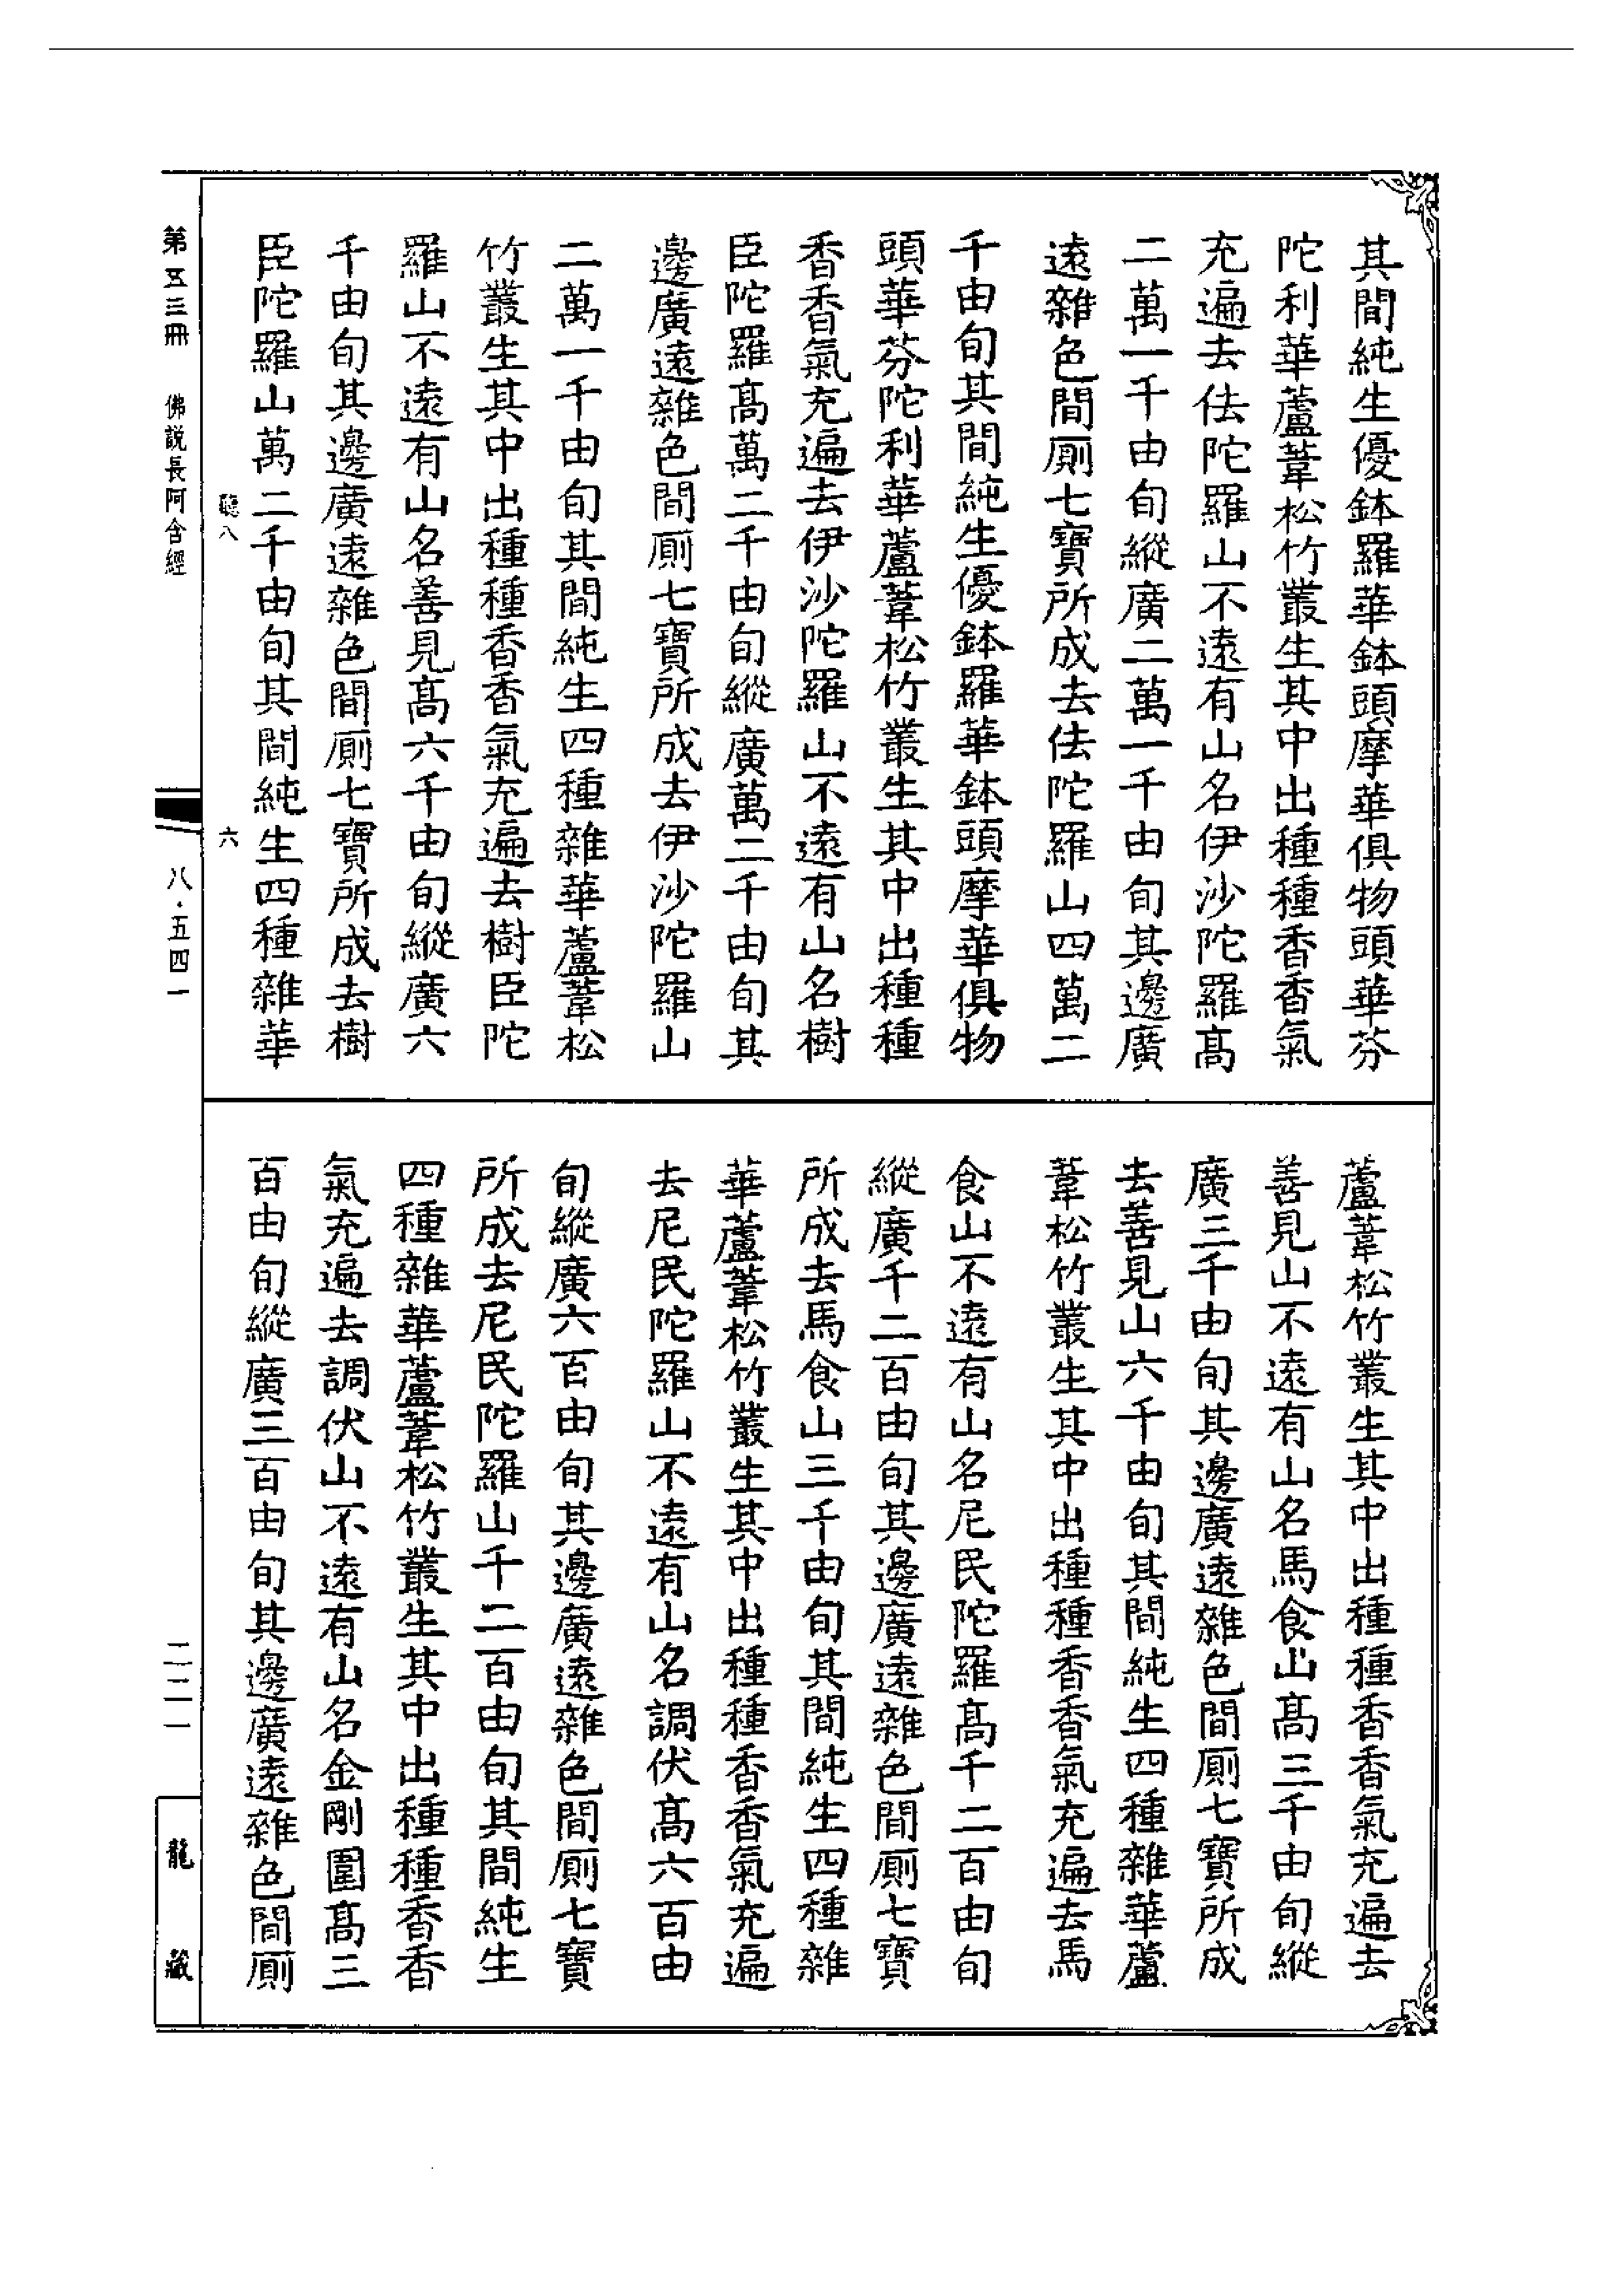 其間純生優鉢羅華鉢頭摩華俱物頭華芬
陀利華蘆葦松竹叢生其中出種種香香氣
充遍去佉陀羅山不遠有山名伊沙陀羅高
二萬一千由旬縱廣二萬一千由旬其邊廣
遠雜色間廁七寶所成去佉陀羅山四萬二
千由旬其間純生優鉢羅華鉢頭摩華俱物
頭華芬陀利華蘆葦松竹叢生其中出種種
香香氣充遍去伊沙陀羅山不遠有山名樹
臣陀羅高萬二千由旬縱廣萬二千由旬其
邊廣遠雜色間廁七寶所成去伊沙陀羅山
二萬一千由旬其間純生四種雜華蘆葦松
竹叢生其中出種種香香氣充遍去樹臣陀
羅山不遠有山名善見高六千由旬縱廣六
千由旬其邊廣遠雜色間廁七寶所成去樹
臣陀羅山萬二千由旬其間純生四種雜華
聽八 六
蘆葦松竹叢生其中出種種香香氣充遍去
善見山不遠有山名馬食山高三千由旬縱
廣三千由旬其邊廣遠雜色間廁七寶所成
去善見山六千由旬其間純生四種雜華蘆
葦松竹叢生其中出種種香香氣充遍去馬
食山不遠有山名尼民陀羅高千二百由旬
縱廣千二百由旬其邊廣遠雜色間廁七寶
所成去馬食山三千由旬其間純生四種雜
華蘆葦松竹叢生其中出種種香香氣充遍
去尼民陀羅山不遠有山名調伏高六百由
旬縱廣六百由旬其邊廣遠雜色間廁七寶
所成去尼民陀羅山千二百由旬其間純生
四種雜華蘆葦松竹叢生其中出種種香香
氣充遍去調伏山不遠有山名金剛圍高三
百由旬縱廣三百由旬其邊廣遠雜色間廁
第五三冊 佛說長阿含經 八·五四一 二二一 龍藏